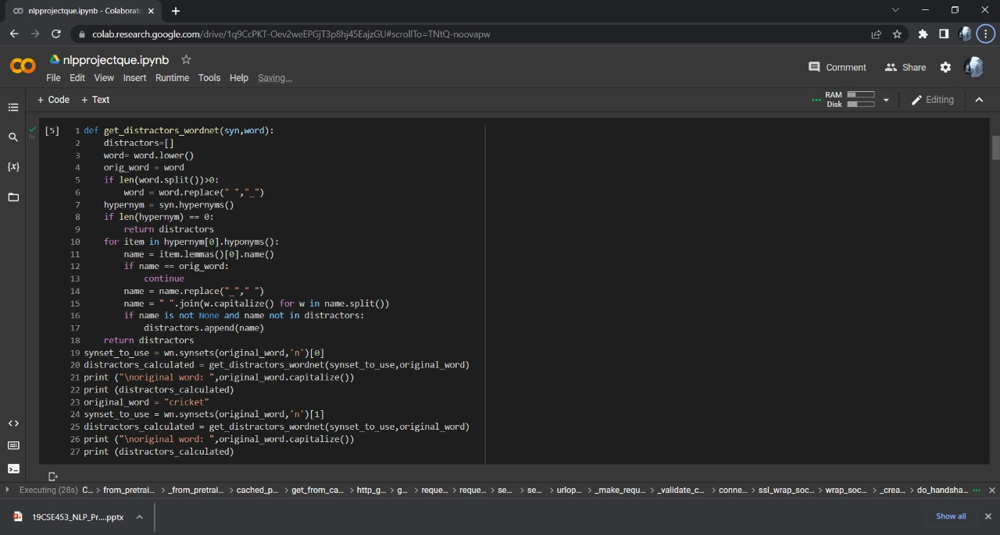 nlpprojectque.ipynb - Colaborato
colab.research.google.com/drive/1q9CcPKT-Oev2weEPGjT3p8hj45EajzGU#scrollTo=TNtQ-noovapw
CO nlpprojectque.ipynb
File Edit View Insert Runtime Tools Help Saving...
Comment Share
+ Code + Text
RAM
Disk
Editing
[5]
1 def get_distractors_wordnet(syn,word):
2 distractors=[]
3 word= word.lower()
4 orig_word = word
5 if len(word.split())>0:
6 word = word.replace(" ","_")
7 hypernym = syn.hypernyms()
8 if len(hypernym) == 0:
9 return distractors
10 for item in hypernym[0].hyponyms():
11 name = item.lemmas()[0].name()
12 if name == orig_word:
13 continue
14 name = name.replace("_"," ")
15 name = " ".join(w.capitalize() for w in name.split())
16 if name is not None and name not in distractors:
17 distractors.append(name)
18 return distractors
19 synset_to_use = wn.synsets(original_word,'n')[0]
20 distractors_calculated = get_distractors_wordnet(synset_to_use,original_word)
21 print ("\noriginal word: ",original_word.capitalize())
22 print (distractors_calculated)
23 original_word = "cricket"
24 synset_to_use = wn.synsets(original_word,'n')[1]
25 distractors_calculated = get_distractors_wordnet(synset_to_use,original_word)
26 print ("\noriginal word: ",original_word.capitalize())
27 print (distractors_calculated)
Executing (28s) C... > from_pretrai... > _from_pretrai... > cached_p... > get_from_ca... > http_g... > g... > reque... > reque... > se... > se... > urlop... > _make_requ... > _validate_c... > conne... > ssl_wrap_soc... > wrap_soc... > _crea... > do_handsha...
19CSE453_NLP_Pr....pptx
Show all